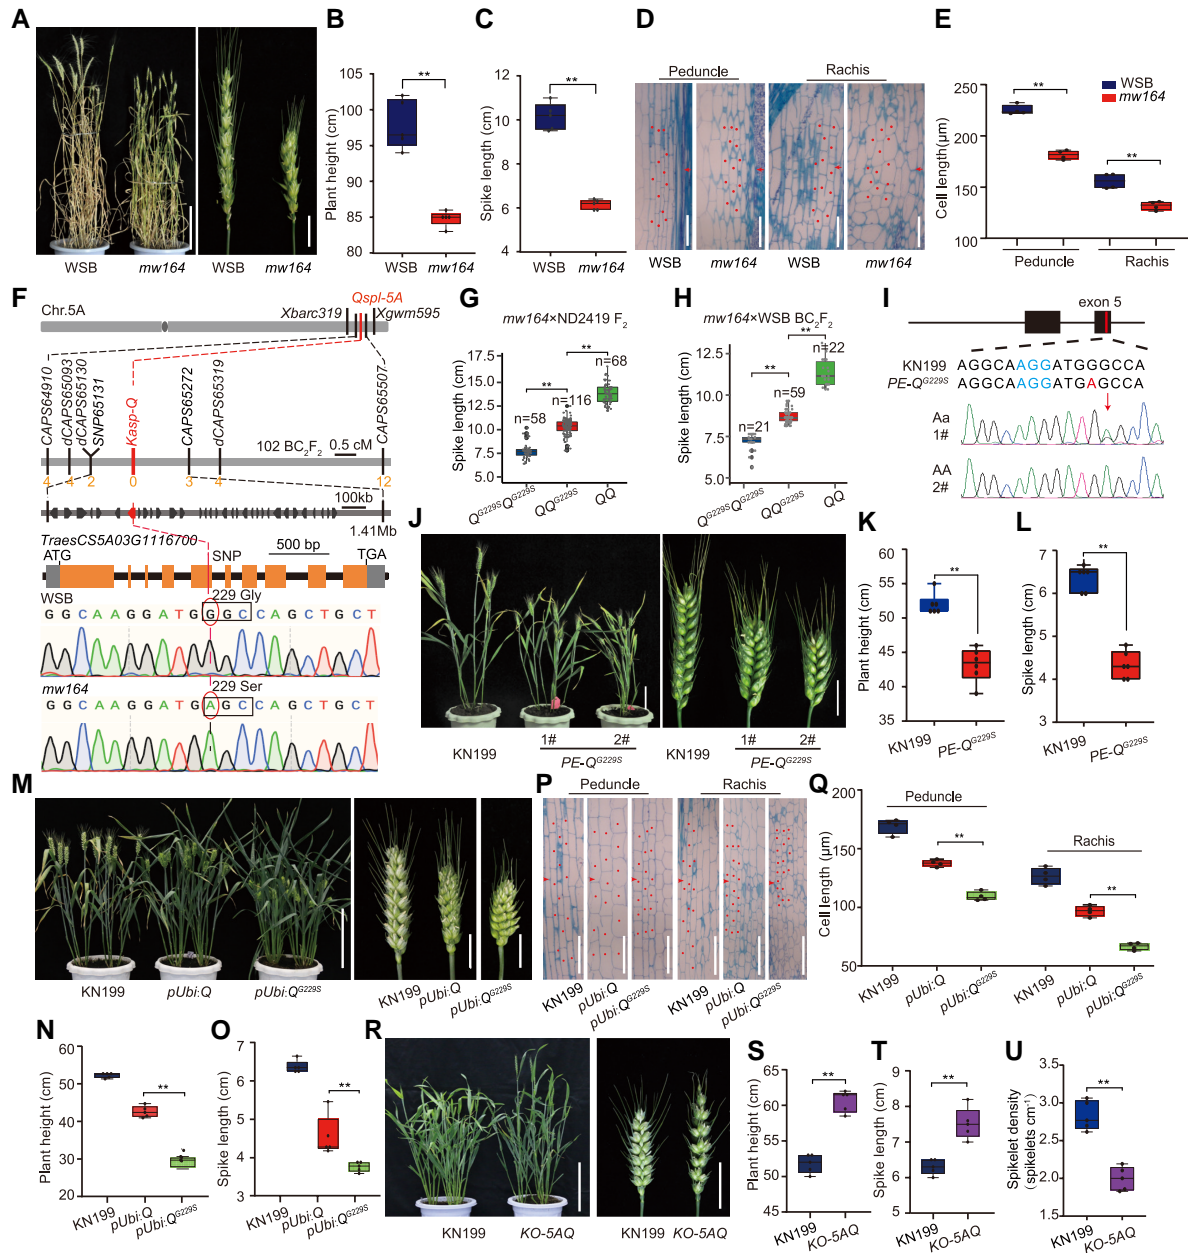 A
WSB
mw164
WSB
mw164
B
Plant height (cm)
105
100
95
90
85
80
**
WSB
mw164
C
Spike length (cm)
12
10
8
6
4
**
WSB
mw164
D
Peduncle
Rachis
WSB
mw164
WSB
mw164
E
WSB
mw164
Cell length(μm)
250
200
150
100
**
**
Peduncle
Rachis
F
Chr.5A
Qspl-5A
Xbarc319
Xgwm595
CAPS64910
dCAPS65093
dCAPS65130
SNP65131
Kasp-Q
CAPS65272
dCAPS65319
CAPS65507
102 BC2F2
0.5 cM
4 4 2 0 3 4 12
100kb
1.41Mb
TraesCS5A03G1116700
500 bp
ATG
SNP
TGA
WSB
229 Gly
G G C A A G G A T G G G C C A G C T G C T
mw164
229 Ser
G G C A A G G A T G A G C C A G C T G C T
G
mw164×ND2419 F2
Spike length (cm)
17.5
15.0
12.5
10.0
7.5
5.0
n=58
**
n=116
**
n=68
QG229SQG229S
QQG229S
QQ
H
mw164×WSB BC2F2
Spike length (cm)
12.5
10.0
7.5
5.0
n=21
**
n=59
**
n=22
QG229SQG229S
QQG229S
QQ
I
exon 5
KN199
AGGCAAGGATGGGCCA
PE-QG229S
AGGCAAGGATGAGCCA
Aa
1#
AA
2#
J
KN199
1#
2#
PE-QG229S
KN199
1#
2#
PE-QG229S
K
Plant height (cm)
65
60
55
50
45
40
35
**
KN199
PE-QG229S
L
Spike length (cm)
7
6
5
4
3
**
KN199
PE-QG229S
M
KN199
pUbi:Q
pUbi:QG229S
KN199
pUbi:Q
pUbi:QG229S
P
Peduncle
Rachis
KN199
pUbi:Q
pUbi:QG229S
KN199
pUbi:Q
pUbi:QG229S
Q
Cell length (μm)
200
150
100
50
Peduncle
**
Rachis
**
KN199
pUbi:Q
pUbi:QG229S
KN199
pUbi:Q
pUbi:QG229S
N
Plant height (cm)
60
50
40
30
20
**
KN199
pUbi:Q
pUbi:QG229S
O
Spike length (cm)
7
6
5
4
3
**
KN199
pUbi:Q
pUbi:QG229S
R
KN199
KO-5AQ
KN199
KO-5AQ
S
Plant height (cm)
65
60
55
50
**
KN199
KO-5AQ
T
Spike length (cm)
9
8
7
6
5
**
KN199
KO-5AQ
U
Spikelet density
(spikelets cm-1)
3.5
3.0
2.5
2.0
1.5
**
KN199
KO-5AQ